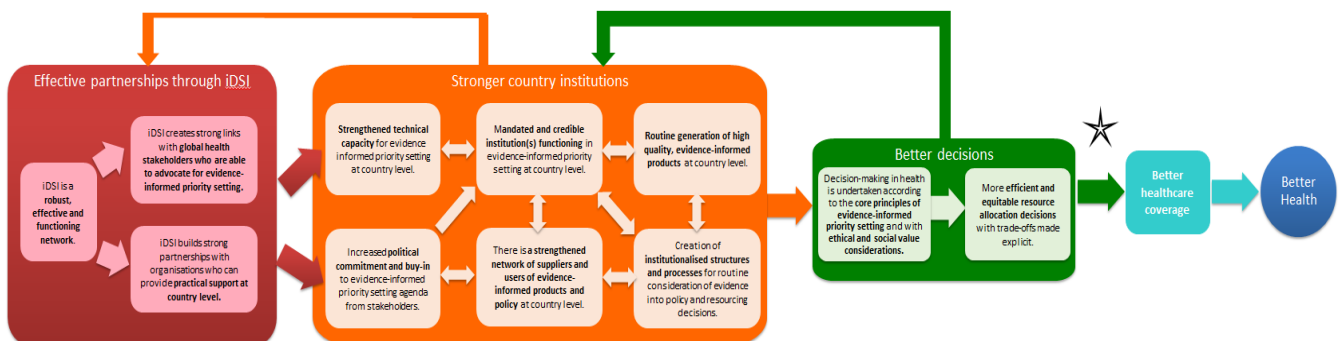 Effective partnerships through iDSI
iDSI is a
robust,
effective and
functioning
network.
iDSI creates strong links
with global health
stakeholders who are able
to advocate for evidence-
informed priority setting.
iDSI builds strong
partnerships with
organisations who can
provide practical support at
country level.
Stronger country institutions
Strengthened technical
capacity for evidence
informed priority setting
at country level.
Mandated and credible
institution(s) functioning in
evidence-informed priority
setting at country level.
Routine generation of high
quality, evidence-informed
products at country level.
Increased political
commitment and buy-in
to evidence-informed
priority setting agenda
from stakeholders.
There is a strengthened
network of suppliers and
users of evidence-
informed products and
policy at country level.
Creation of
institutionalised structures
and processes for routine
consideration of evidence
into policy and resourcing
decisions.
Better decisions
Decision-making in health
is undertaken according
to the core principles of
evidence-informed
priority setting and with
ethical and social value
considerations.
More efficient and
equitable resource
allocation decisions
with trade-offs made
explicit.
Better
healthcare
coverage
Better
Health